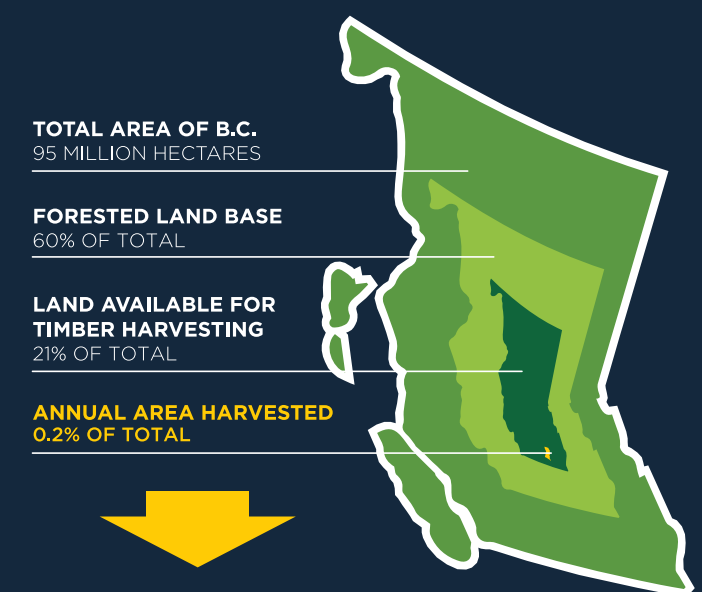 TOTAL AREA OF B.C.
95 MILLION HECTARES
FORESTED LAND BASE
60% OF TOTAL
LAND AVAILABLE FOR
TIMBER HARVESTING
21% OF TOTAL
ANNUAL AREA HARVESTED
0.2% OF TOTAL